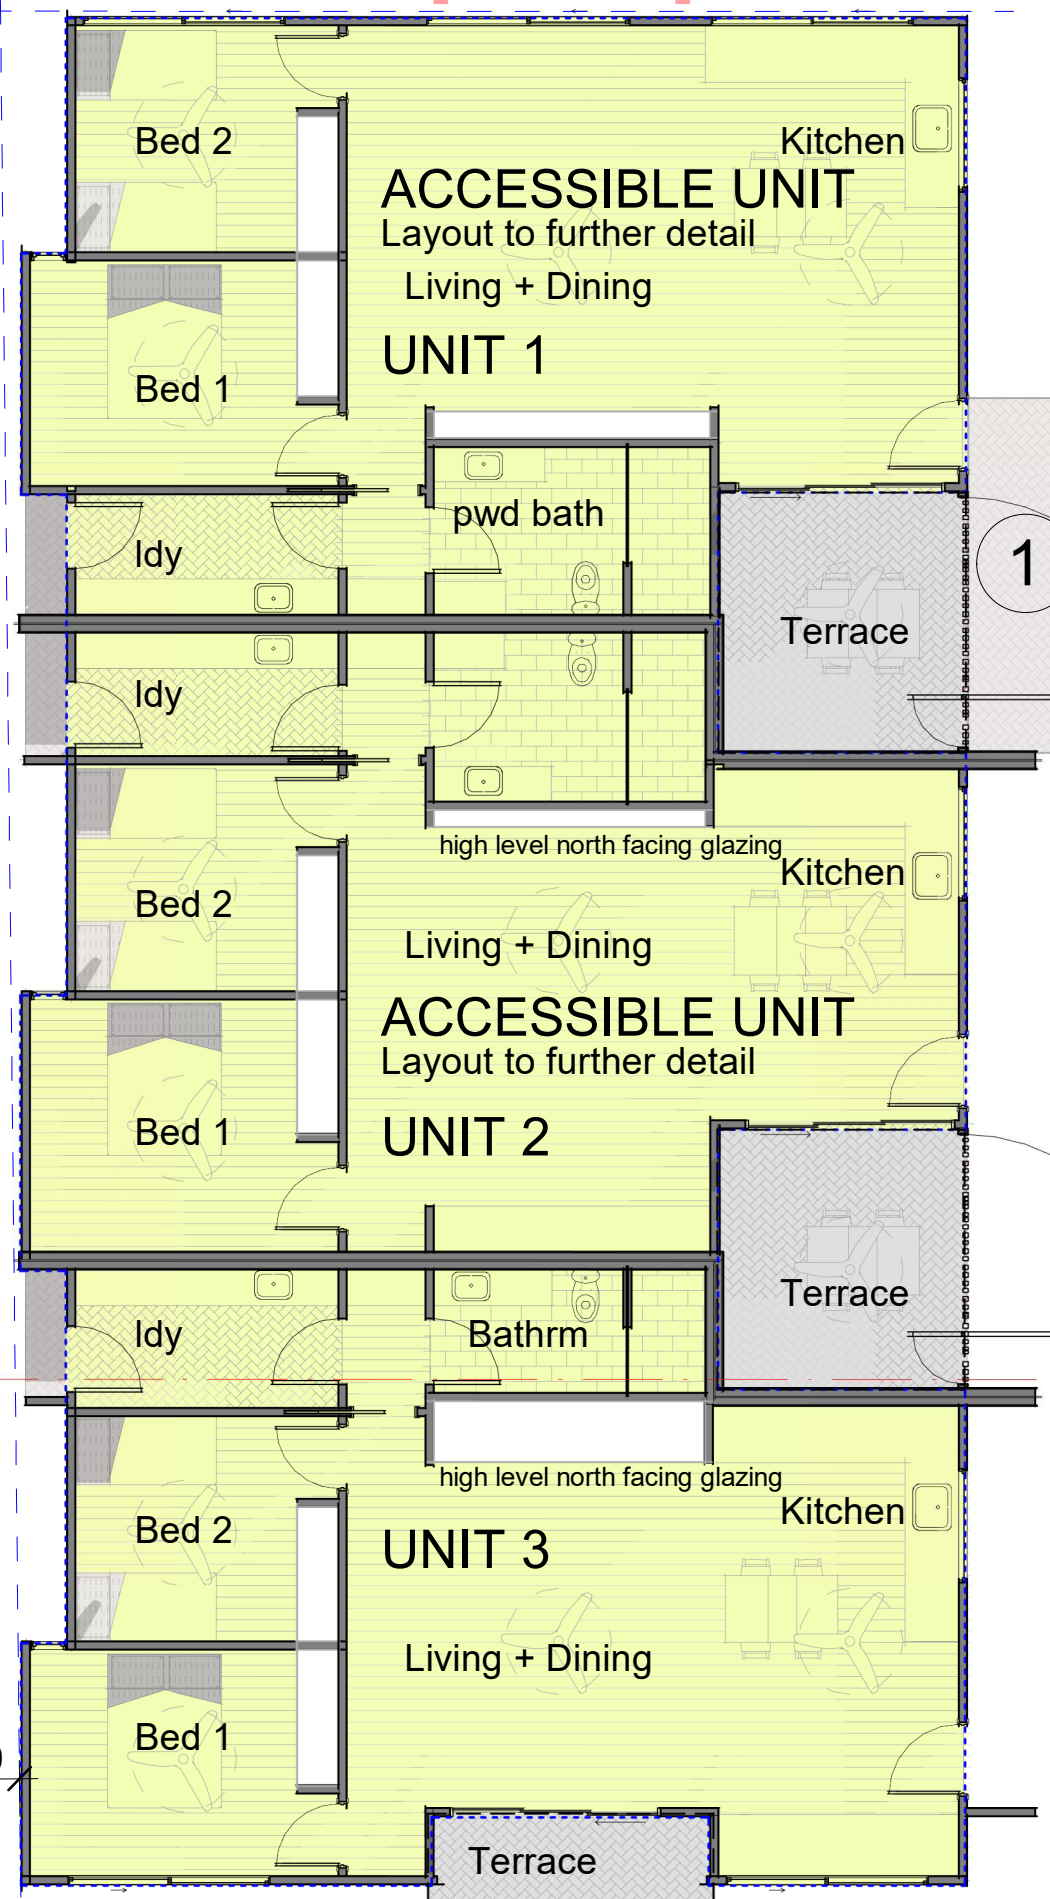 Bed 2
Kitchen
ACCESSIBLE UNIT
Layout to further detail
Living + Dining
UNIT 1
Bed 1
pwd bath
ldy
1
Terrace
ldy
high level north facing glazing
Kitchen
Bed 2
Living + Dining
ACCESSIBLE UNIT
Layout to further detail
Bed 1
UNIT 2
Terrace
ldy
Bathrm
high level north facing glazing
Kitchen
Bed 2
UNIT 3
Living + Dining
Bed 1
Terrace